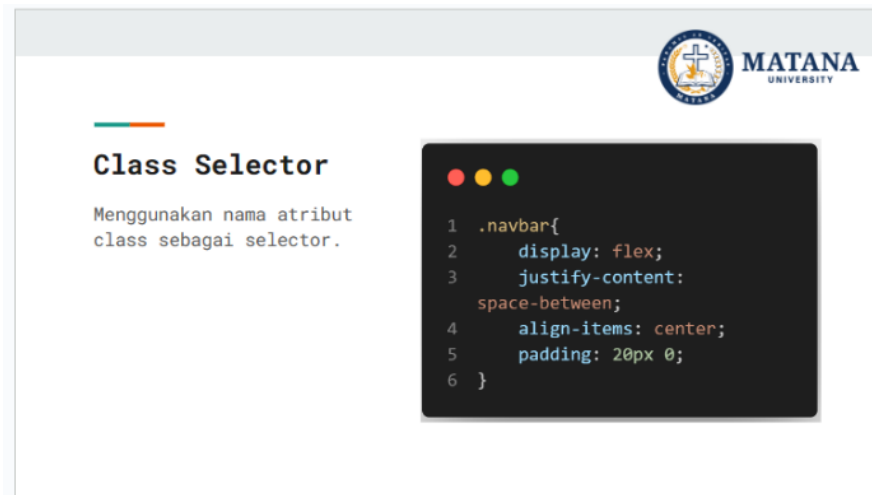 MATANA
UNIVERSITY
MATANA
Class Selector
Menggunakan nama atribut
class sebagai selector.
1 .navbar{
2 display: flex;
3 justify-content:
space-between;
4 align-items: center;
5 padding: 20px 0;
6 }